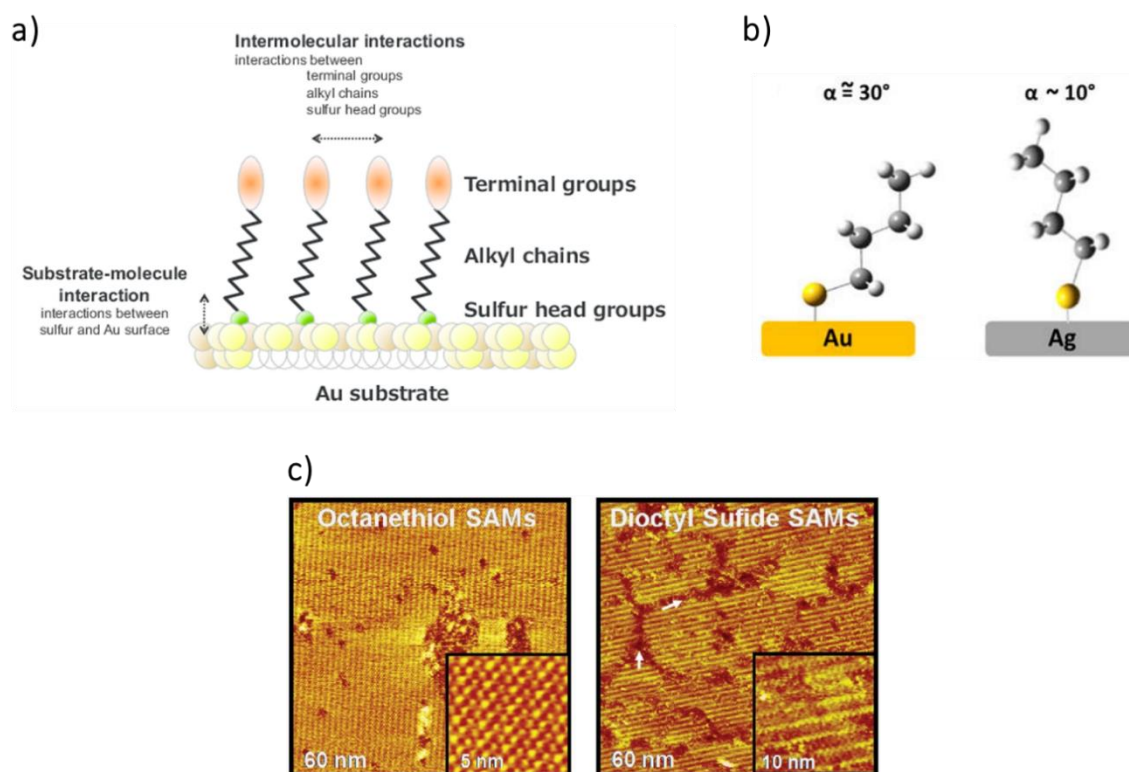 a)
Intermolecular interactions
interactions between
terminal groups
alkyl chains
sulfur head groups
Terminal groups
Alkyl chains
Substrate-molecule
interaction
interactions between
sulfur and Au surface
Sulfur head groups
Au substrate
b)
α ≅ 30°
α ~ 10°
Au
Ag
c)
Octanethiol SAMs
60 nm
5 nm
Dioctyl Sufide SAMs
60 nm
10 nm